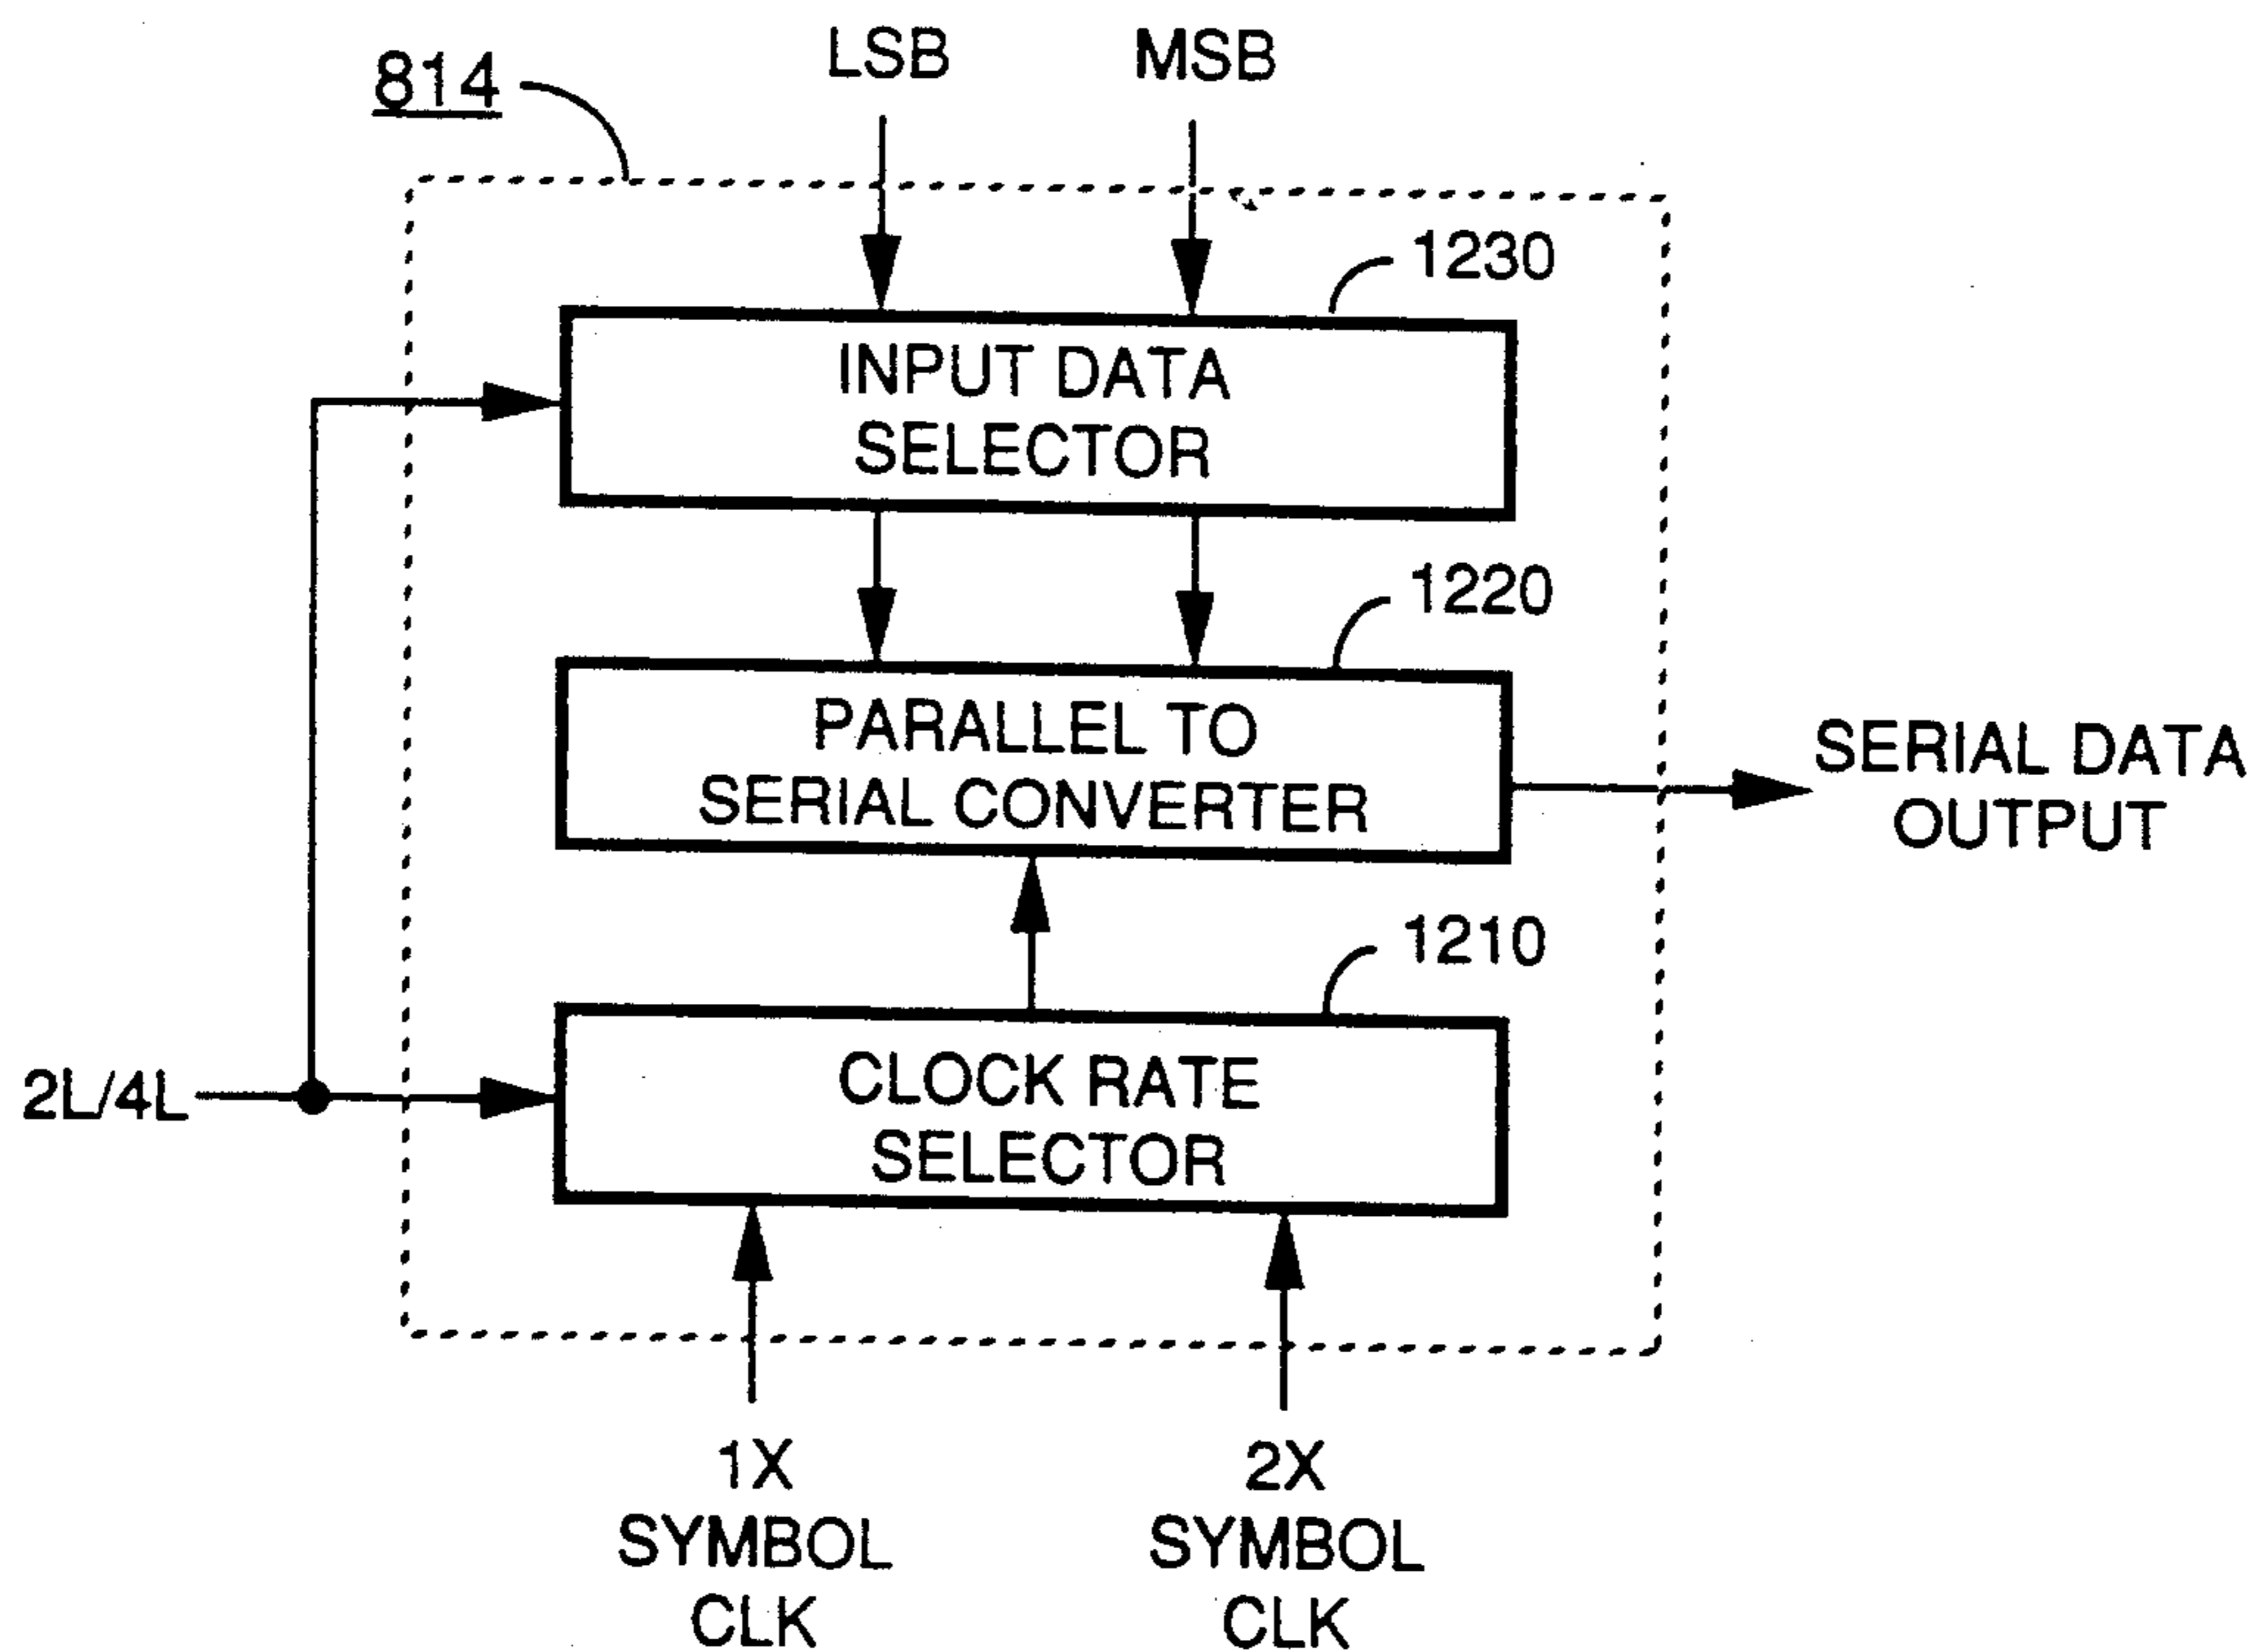 814
LSB
MSB
1230
INPUT DATA
SELECTOR
1220
PARALLEL TO
SERIAL CONVERTER
SERIAL DATA
OUTPUT
1210
2L/4L
CLOCK RATE
SELECTOR
1X
SYMBOL
CLK
2X
SYMBOL
CLK